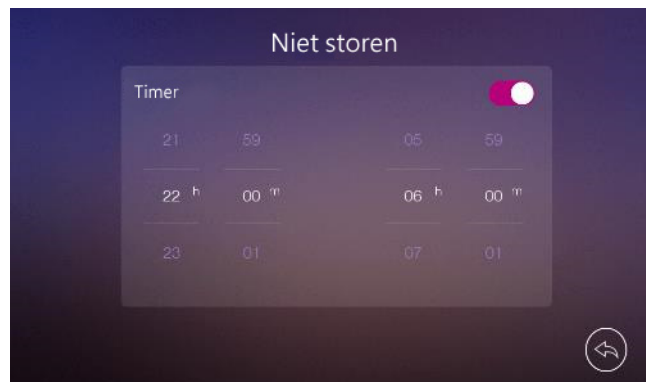 Niet storen
Timer
21 59 05 59
22 h 00 m 06 h 00 m
23 01 07 01